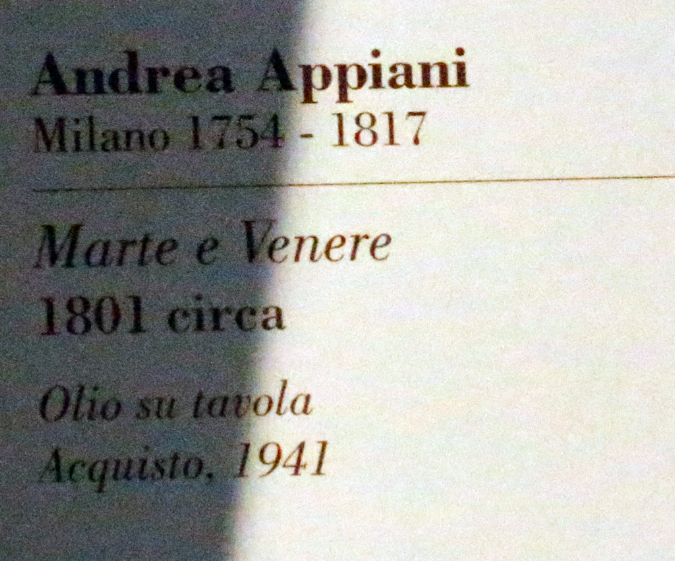 Andrea Appiani
Milano 1754 - 1817
Marte e Venere
1801 circa
Olio su tavola
Acquisto, 1941